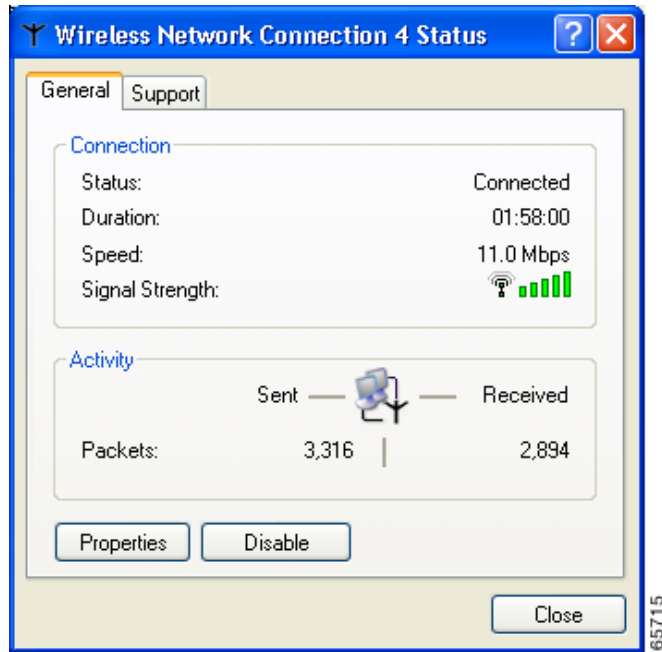 Wireless Network Connection 4 Status
General Support
Connection
Status: Connected
Duration: 01:58:00
Speed: 11.0 Mbps
Signal Strength:
Activity
Sent Received
Packets: 3,316 2,894
Properties Disable
Close
65715